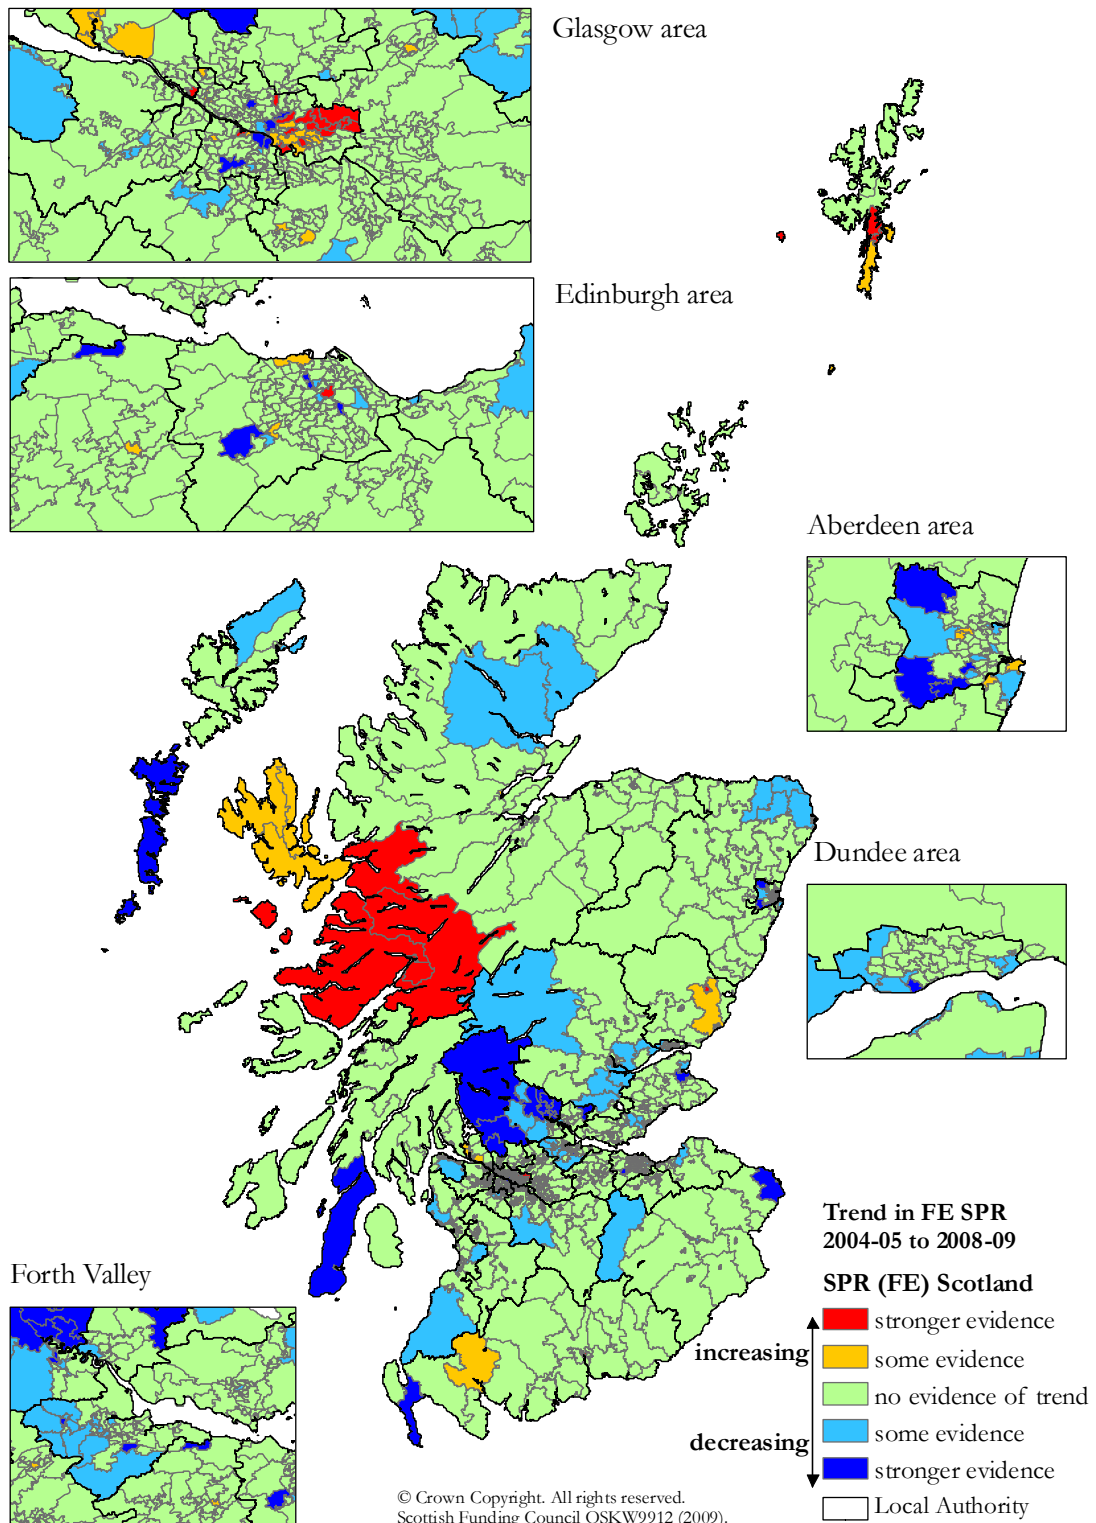 Glasgow area
Edinburgh area
Aberdeen area
Dundee area
Forth Valley
Trend in FE SPR
2004-05 to 2008-09
SPR (FE) Scotland
stronger evidence
increasing
some evidence
no evidence of trend
some evidence
decreasing
stronger evidence
Local Authority
© Crown Copyright. All rights reserved.
Scottish Funding Council OSKW9912 (2009).